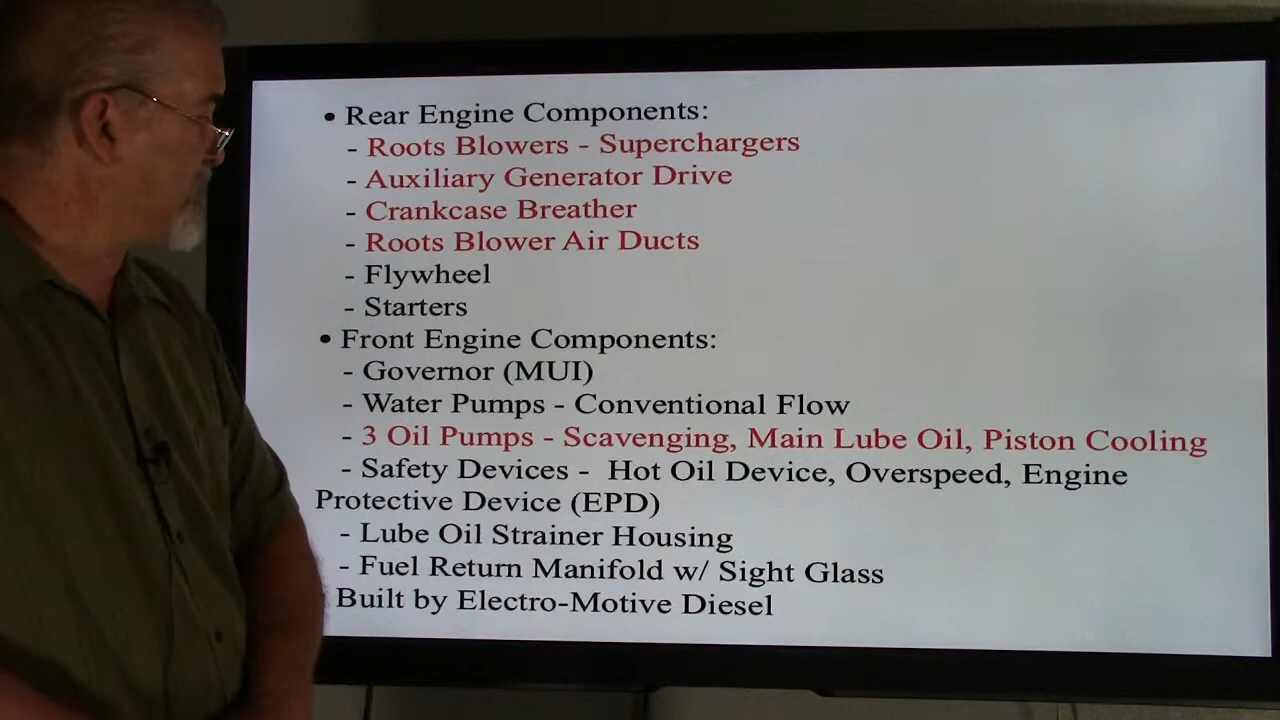 • Rear Engine Components:
- Roots Blowers - Superchargers
- Auxiliary Generator Drive
- Crankcase Breather
- Roots Blower Air Ducts
- Flywheel
- Starters
• Front Engine Components:
- Governor (MUI)
- Water Pumps - Conventional Flow
- 3 Oil Pumps - Scavenging, Main Lube Oil, Piston Cooling
- Safety Devices - Hot Oil Device, Overspeed, Engine
Protective Device (EPD)
- Lube Oil Strainer Housing
- Fuel Return Manifold w/ Sight Glass
Built by Electro-Motive Diesel